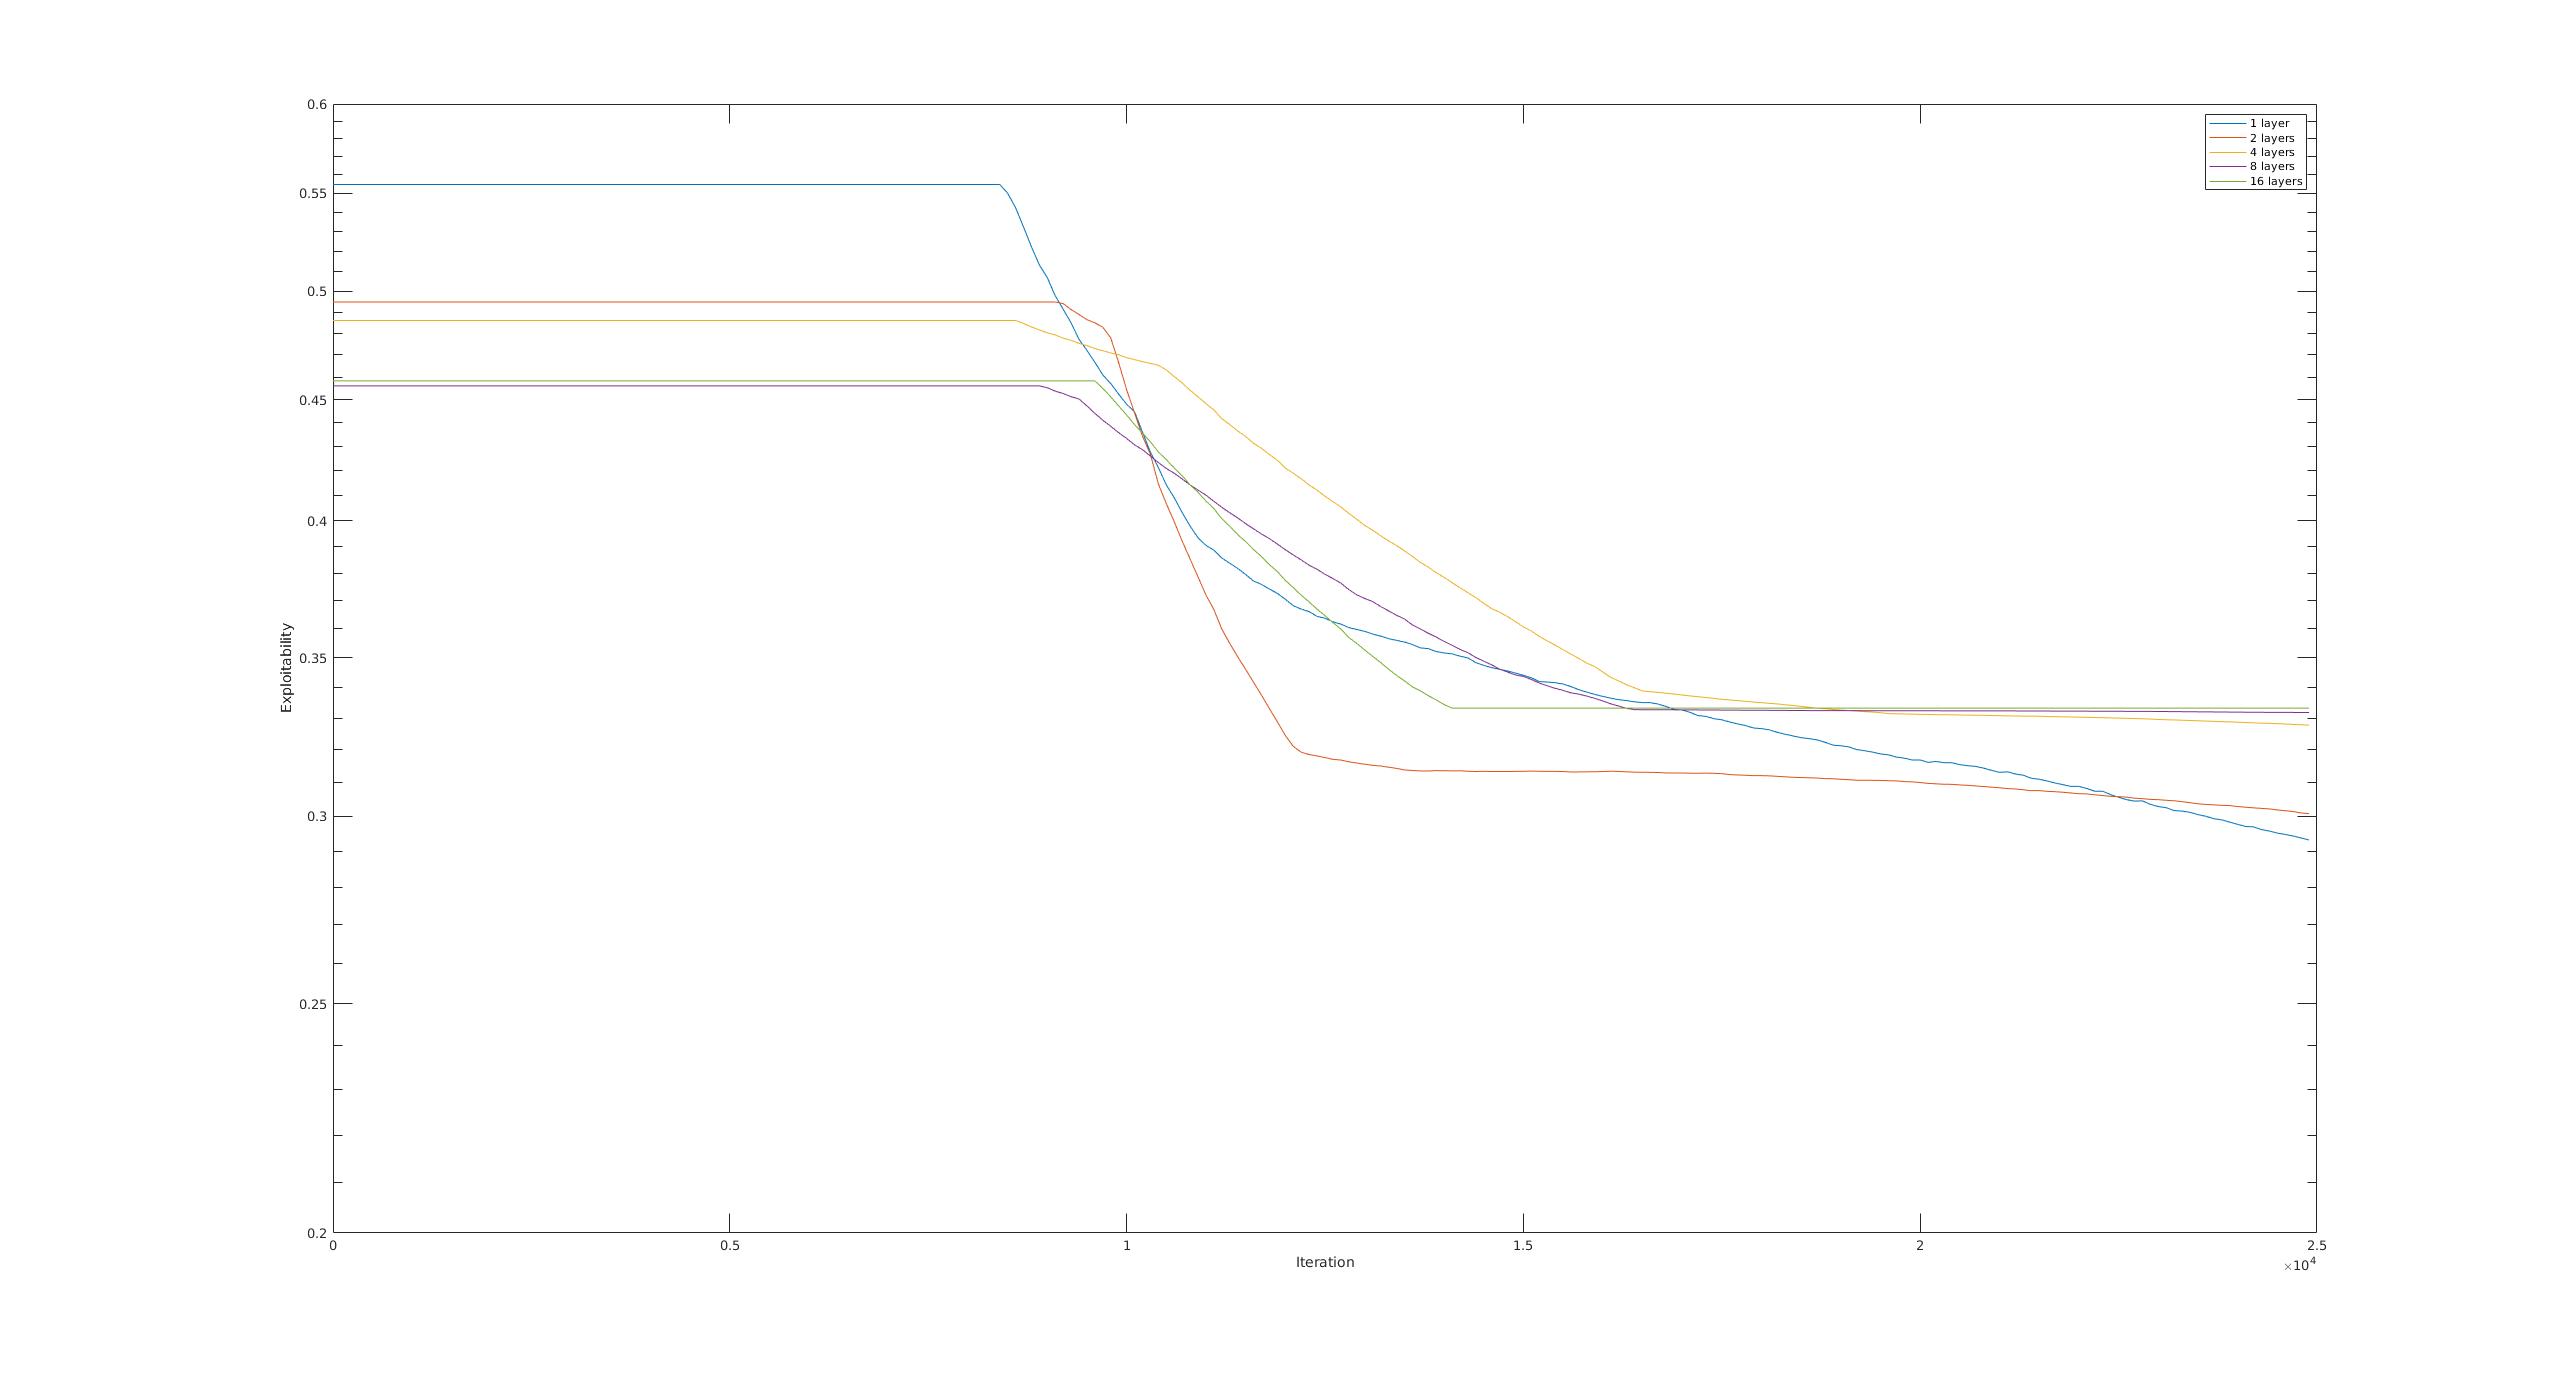 0.6
0.55
0.5
0.45
0.4
0.35
0.3
0.25
0.2
Exploitability
1 layer
2 layers
4 layers
8 layers
16 layers
0 0.5 1 1.5 2 2.5
Iteration
×10⁴